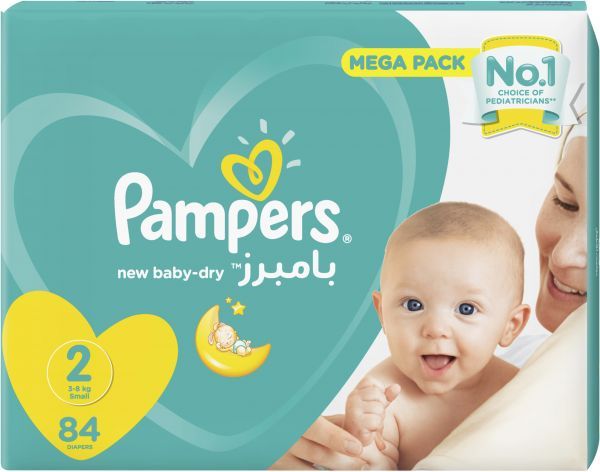 MEGA PACK
No.1
CHOICE OF
PEDIATRICIANS**
Pampers®
new baby-dry™ بامبرز
2
3-8 kg
Small
84
DIAPERS